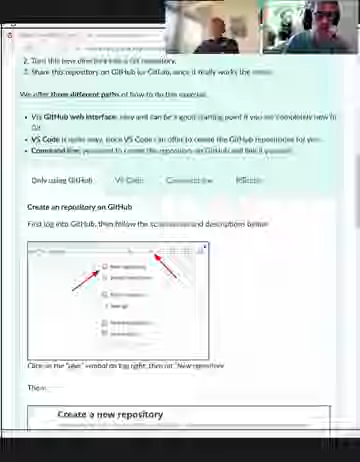 2. Turn this new directory into a Git repository.
3. Share this repository on GitHub (or GitLab, since it really works the same).
We offer three different paths of how to do this exercise.
• Via GitHub web interface: easy and can be a good starting point if you are completely new to
Git.
• VS Code is quite easy, since VS Code can offer to create the GitHub repositories for you.
• Command line: you need to create the repository on GitHub and link it yourself.
Only using GitHub VS Code Command line RStudio
Create an repository on GitHub
First log into GitHub, then follow the screenshots and descriptions below.
New repository
Click on the "plus" symbol on top right, then on "New repository"
Then:
Create a new repository